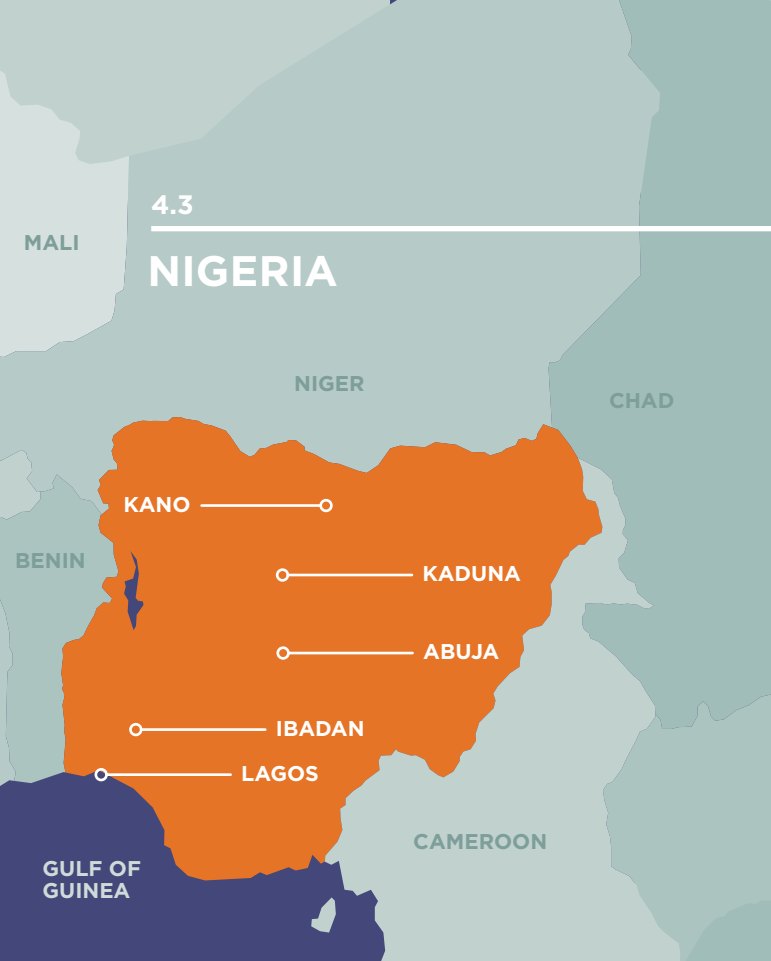 4.3
NIGERIA
MALI
NIGER
CHAD
KANO
BENIN
KADUNA
ABUJA
IBADAN
LAGOS
CAMEROON
GULF OF
GUINEA